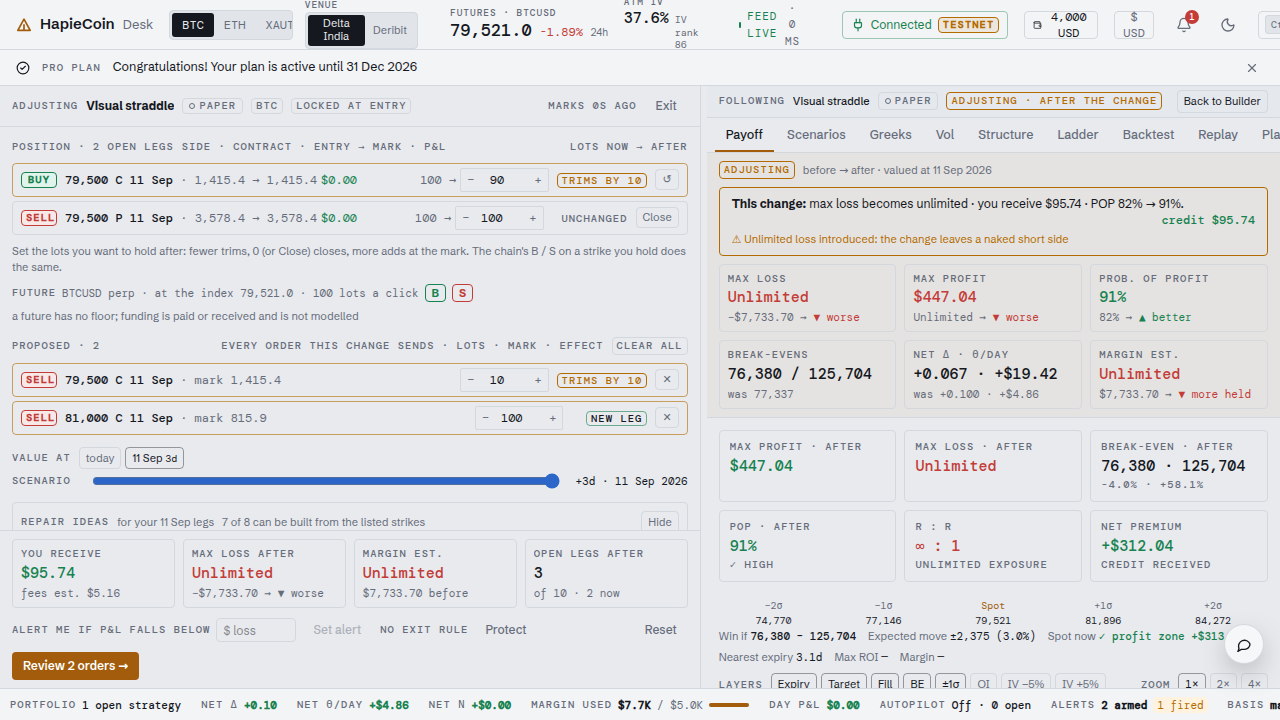 HapieCoin Desk
BTC ETH XAUT
VENUE
Delta India Deribit
FUTURES · BTCUSD
79,521.0 -1.89% 24h
ATM IV
37.6% IV rank 86
FEED LIVE · 0 MS
Connected TESTNET
4,000 USD
$ USD
1
PRO PLAN Congratulations! Your plan is active until 31 Dec 2026
ADJUSTING VIsual straddle PAPER BTC LOCKED AT ENTRY MARKS 0S AGO Exit
POSITION · 2 OPEN LEGS SIDE · CONTRACT · ENTRY → MARK · P&L LOTS NOW → AFTER
BUY 79,500 C 11 Sep · 1,415.4 → 1,415.4 $0.00 100 → − 90 + TRIMS BY 10 ↺
SELL 79,500 P 11 Sep · 3,578.4 → 3,578.4 $0.00 100 → − 100 + UNCHANGED Close
Set the lots you want to hold after: fewer trims, 0 (or Close) closes, more adds at the mark. The chain's B / S on a strike you hold does
the same.
FUTURE BTCUSD perp · at the index 79,521.0 · 100 lots a click B S
a future has no floor; funding is paid or received and is not modelled
PROPOSED · 2 EVERY ORDER THIS CHANGE SENDS · LOTS · MARK · EFFECT CLEAR ALL
SELL 79,500 C 11 Sep · mark 1,415.4 − 10 + TRIMS BY 10 ✕
SELL 81,000 C 11 Sep · mark 815.9 − 100 + NEW LEG ✕
VALUE AT today 11 Sep 3d
SCENARIO +3d · 11 Sep 2026
REPAIR IDEAS for your 11 Sep legs 7 of 8 can be built from the listed strikes Hide
YOU RECEIVE
$95.74
fees est. $5.16
MAX LOSS AFTER
Unlimited
−$7,733.70 → ▼ worse
MARGIN EST.
Unlimited
$7,733.70 before
OPEN LEGS AFTER
3
of 10 · 2 now
ALERT ME IF P&L FALLS BELOW $ loss Set alert NO EXIT RULE Protect Reset
Review 2 orders →
FOLLOWING VIsual straddle PAPER ADJUSTING · AFTER THE CHANGE Back to Builder
Payoff Scenarios Greeks Vol Structure Ladder Backtest Replay Pla
ADJUSTING before → after · valued at 11 Sep 2026
This change: max loss becomes unlimited · you receive $95.74 · POP 82% → 91%.
credit $95.74
⚠ Unlimited loss introduced: the change leaves a naked short side
MAX LOSS
Unlimited
−$7,733.70 → ▼ worse
MAX PROFIT
$447.04
Unlimited → ▼ worse
PROB. OF PROFIT
91%
82% → ▲ better
BREAK-EVENS
76,380 / 125,704
was 77,337
NET Δ · Θ/DAY
+0.067 · +$19.42
was +0.100 · +$4.86
MARGIN EST.
Unlimited
$7,733.70 → ▼ more held
MAX PROFIT · AFTER
$447.04
MAX LOSS · AFTER
Unlimited
BREAK-EVEN · AFTER
76,380 · 125,704
-4.0% · +58.1%
POP · AFTER
91%
✓ HIGH
R : R
∞ : 1
UNLIMITED EXPOSURE
NET PREMIUM
+$312.04
CREDIT RECEIVED
−2σ −1σ Spot +1σ +2σ
74,770 77,146 79,521 81,896 84,272
Win if 76,380 – 125,704 Expected move ±2,375 (3.0%) Spot now ✓ profit zone +$313
Nearest expiry 3.1d Max ROI — Margin —
LAYERS Expiry Target Fill BE ±1σ OI IV −5% IV +5% ZOOM 1× 2× 4×
PORTFOLIO 1 open strategy NET Δ +0.10 NET Θ/DAY +$4.86 NET N +$0.00 MARGIN USED $7.7K / $5.0K DAY P&L $0.00 AUTOPILOT Off · 0 open ALERTS 2 armed 1 fired BASIS